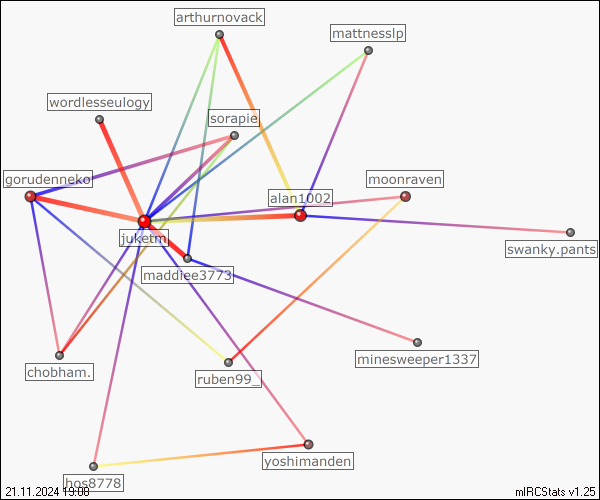 arthurnovack
mattnesslp
wordlesseulogy
sorapie
gorudenneko
moonraven
alan1002
juketm
swanky.pants
maddiee3773
minesweeper1337
chobham.
ruben99_
yoshimanden
hos8778
21.11.2024 19:08
mIRCStats v1.25